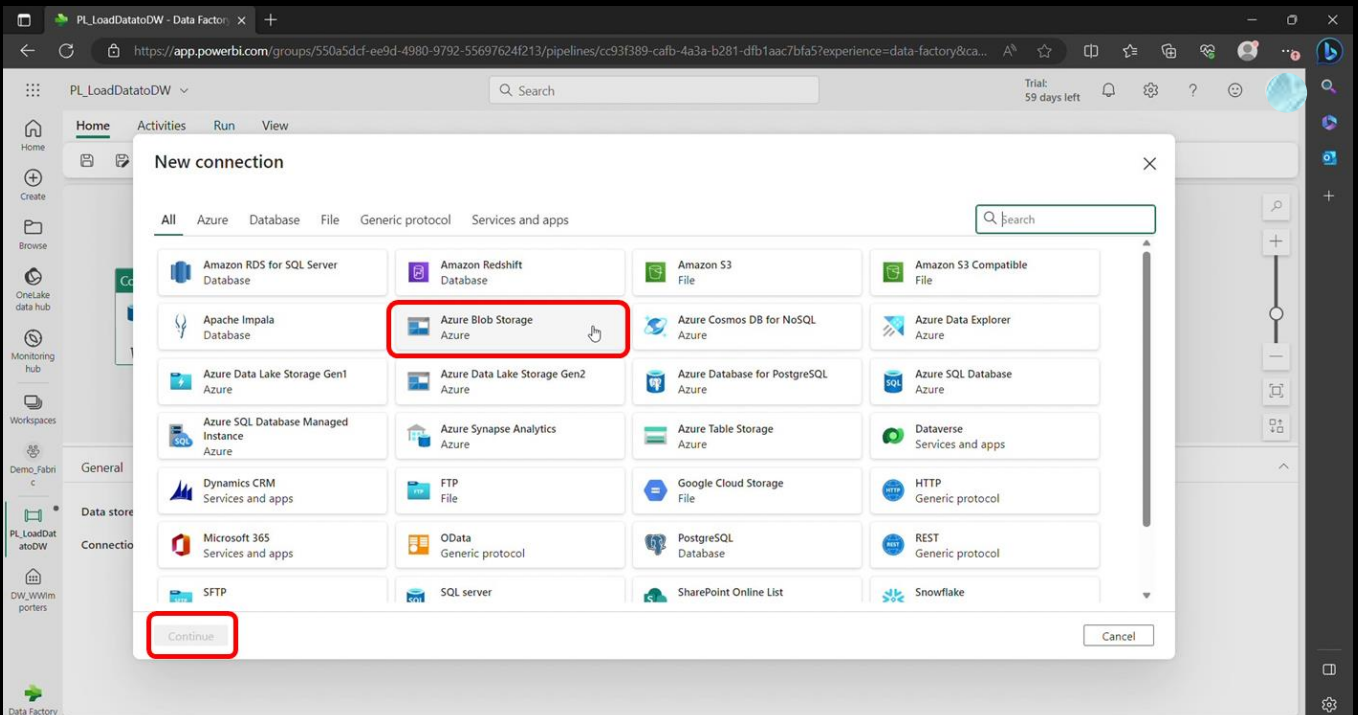 PL_LoadDatatoDW - Data Factory
https://app.powerbi.com/groups/550a5dcf-ee9d-4980-9792-55697624f213/pipelines/cc93f389-cafb-4a3a-b281-dfb1aac7bfa5?experience=data-factory&ca...
PL_LoadDatatoDW
Search
Trial:
59 days left
Home Activities Run View
Home
Create
Browse
OneLake
data hub
Monitoring
hub
Workspaces
Demo_Fabri
c
PL_LoadDat
atoDW
DW_WWIm
porters
Data Factory
Co
General
Data store
Connectio
New connection
All Azure Database File Generic protocol Services and apps
Search
Amazon RDS for SQL Server
Database
Amazon Redshift
Database
Amazon S3
File
Amazon S3 Compatible
File
Apache Impala
Database
Azure Blob Storage
Azure
Azure Cosmos DB for NoSQL
Azure
Azure Data Explorer
Azure
Azure Data Lake Storage Gen1
Azure
Azure Data Lake Storage Gen2
Azure
Azure Database for PostgreSQL
Azure
Azure SQL Database
Azure
Azure SQL Database Managed
Instance
Azure
Azure Synapse Analytics
Azure
Azure Table Storage
Azure
Dataverse
Services and apps
Dynamics CRM
Services and apps
FTP
File
Google Cloud Storage
File
HTTP
Generic protocol
Microsoft 365
Services and apps
OData
Generic protocol
PostgreSQL
Database
REST
Generic protocol
SFTP
SQL server
SharePoint Online List
Snowflake
Continue
Cancel